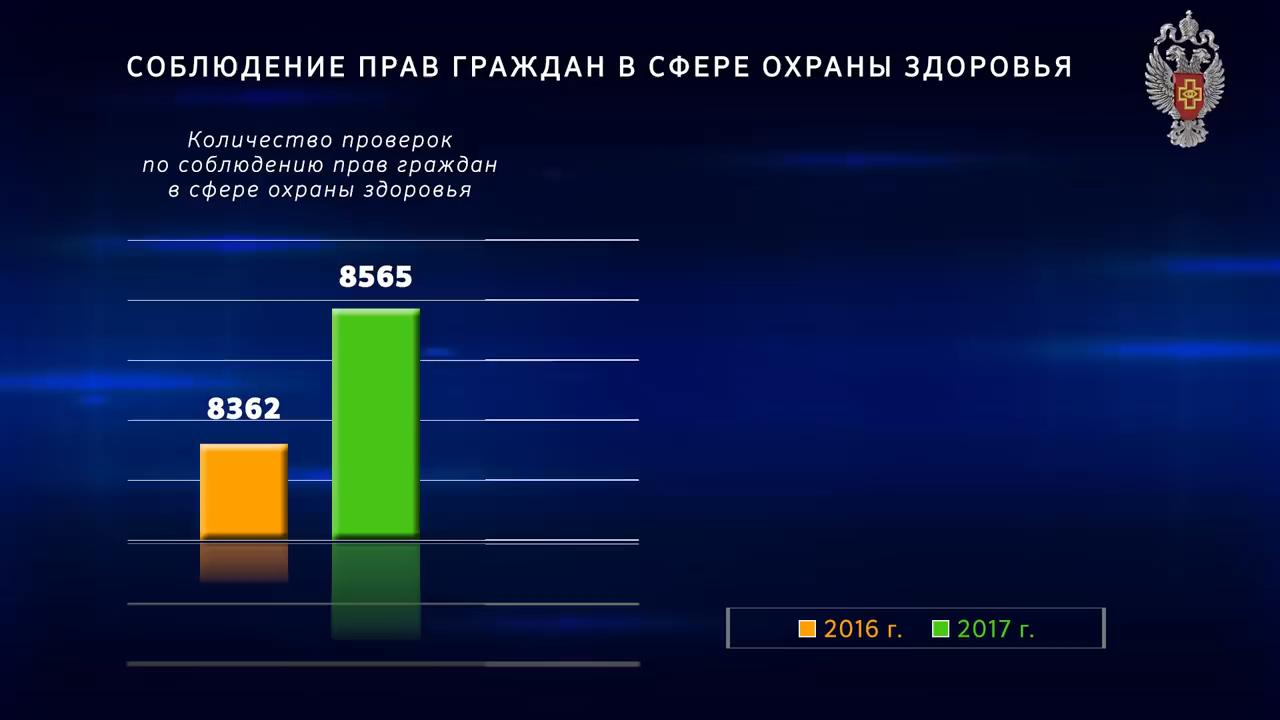 СОБЛЮДЕНИЕ ПРАВ ГРАЖДАН В СФЕРЕ ОХРАНЫ ЗДОРОВЬЯ
Количество проверок
по соблюдению прав граждан
в сфере охраны здоровья
8565
8362
2016 г. 2017 г.